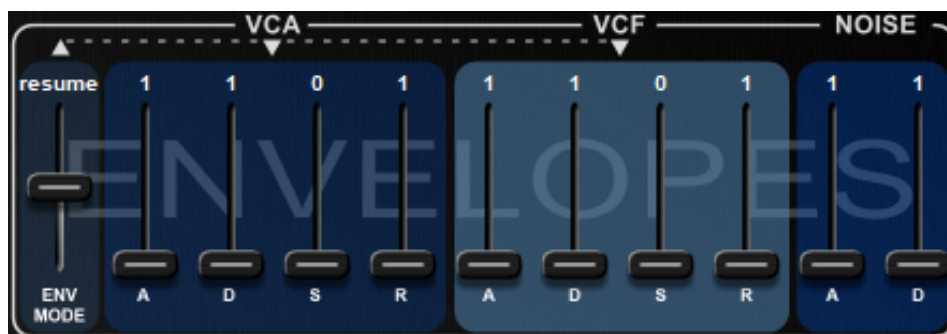 VCA VCF NOISE
resume 1 1 0 1 1 1 0 1 1 1
ENVELOPES
A D S R A D S R A D
ENV
MODE